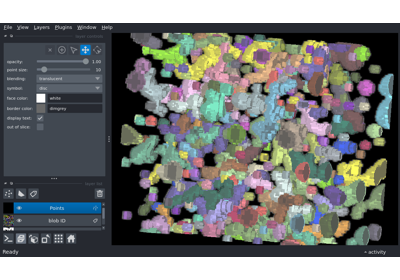 File View Layers Plugins Window Help
opacity: 1.00
point size: 10
blending: translucent
symbol: disc
face color: white
border color: dimgrey
display text:
out of slice:
Points
blob ID
Ready
activity